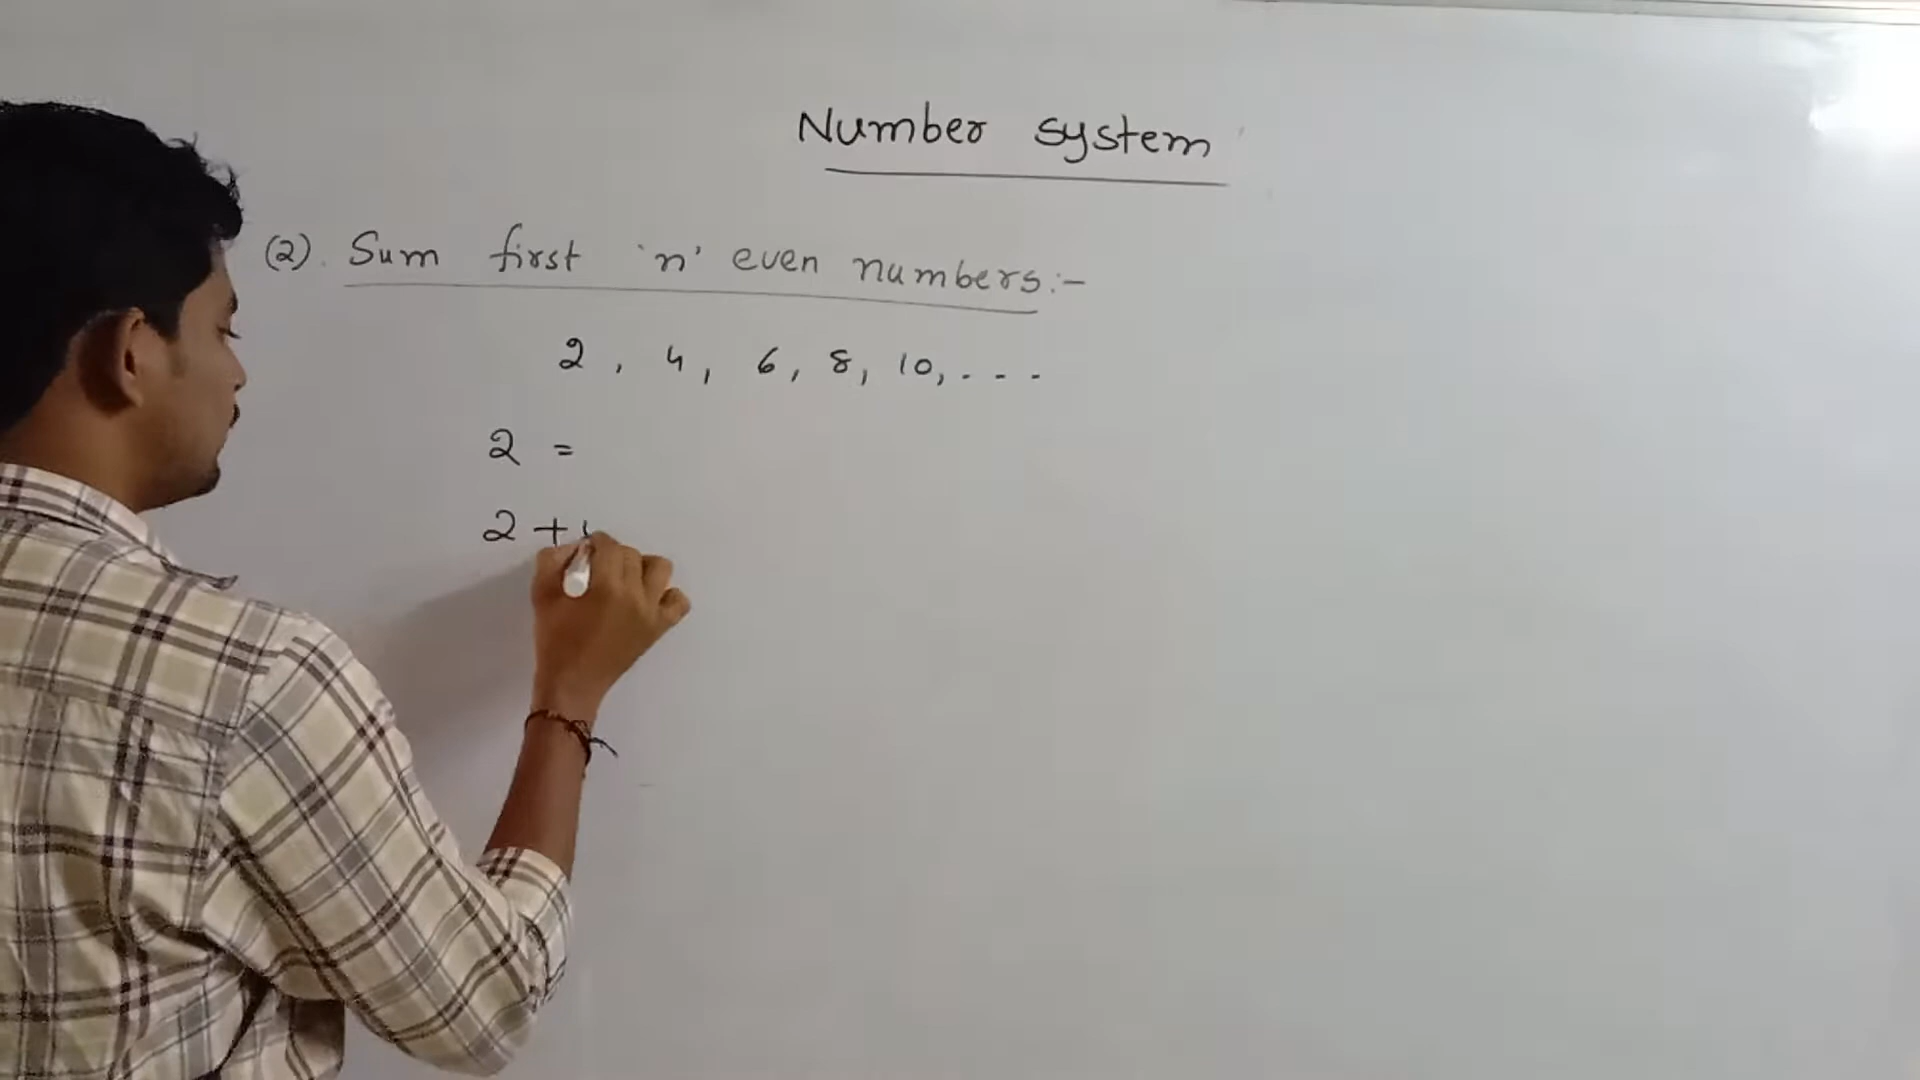 Number system
(2). Sum first 'n' even numbers:-
2, 4, 6, 8, 10, - - -
2 =
2 +